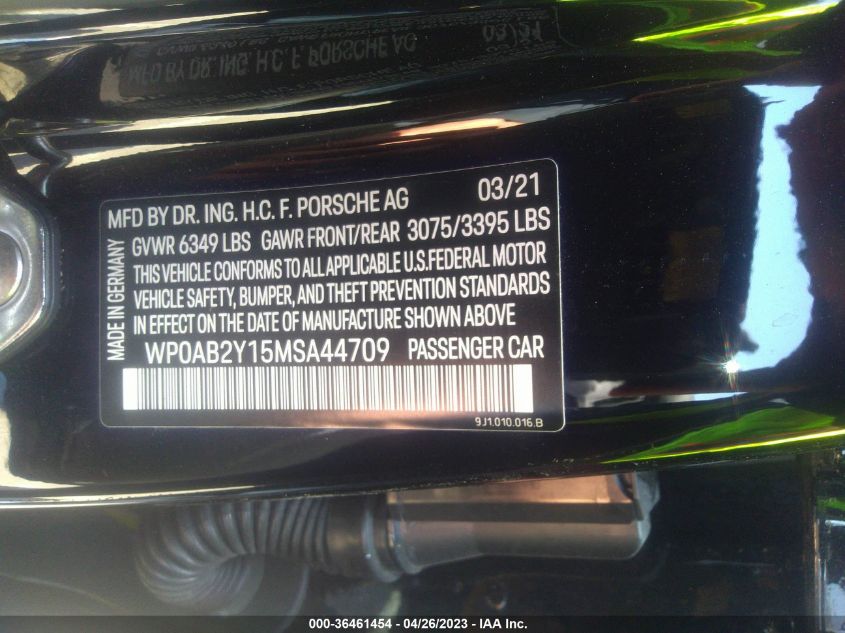 MFD BY DR. ING. H.C. F. PORSCHE AG 03/21
GVWR 6349 LBS GAWR FRONT/REAR 3075/3395 LBS
THIS VEHICLE CONFORMS TO ALL APPLICABLE U.S.FEDERAL MOTOR
VEHICLE SAFETY, BUMPER, AND THEFT PREVENTION STANDARDS
IN EFFECT ON THE DATE OF MANUFACTURE SHOWN ABOVE
WP0AB2Y15MSA44709 PASSENGER CAR
9J1.010.016.B
MADE IN GERMANY
000-36461454 / 04/26/2023 - IAA Inc.